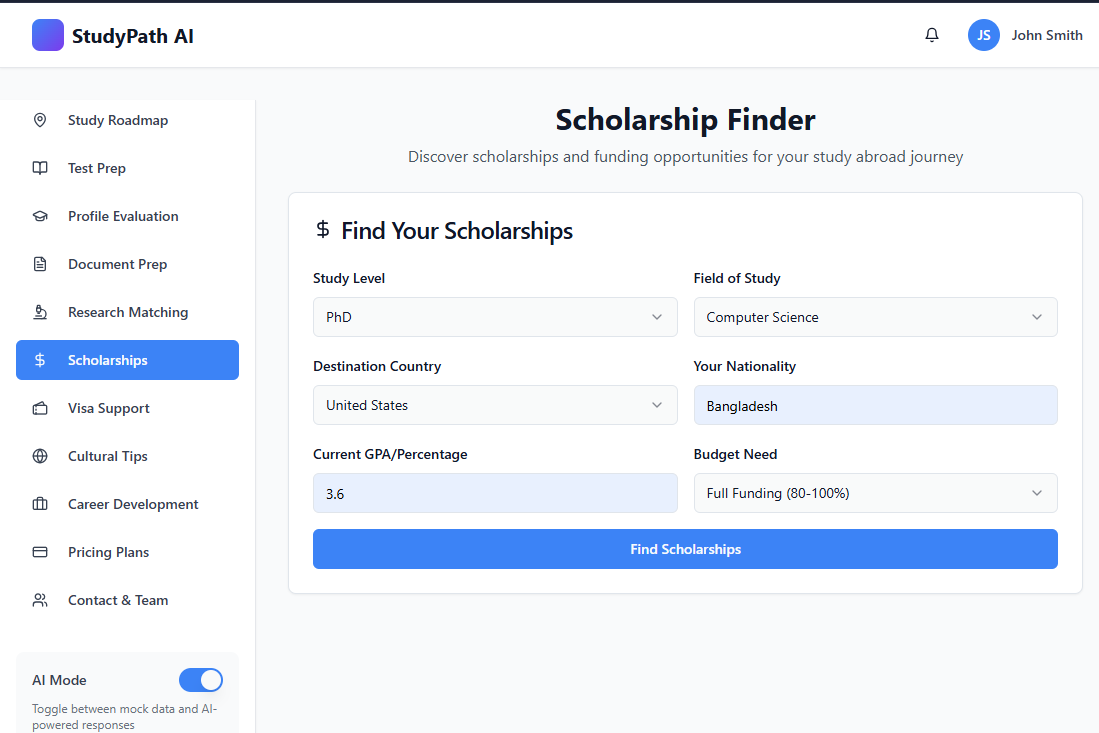 StudyPath AI
JS
John Smith
Study Roadmap
Test Prep
Profile Evaluation
Document Prep
Research Matching
Scholarships
Visa Support
Cultural Tips
Career Development
Pricing Plans
Contact & Team
AI Mode
Toggle between mock data and AI-
powered responses
Scholarship Finder
Discover scholarships and funding opportunities for your study abroad journey
$ Find Your Scholarships
Study Level
PhD
Field of Study
Computer Science
Destination Country
United States
Your Nationality
Bangladesh
Current GPA/Percentage
3.6
Budget Need
Full Funding (80-100%)
Find Scholarships